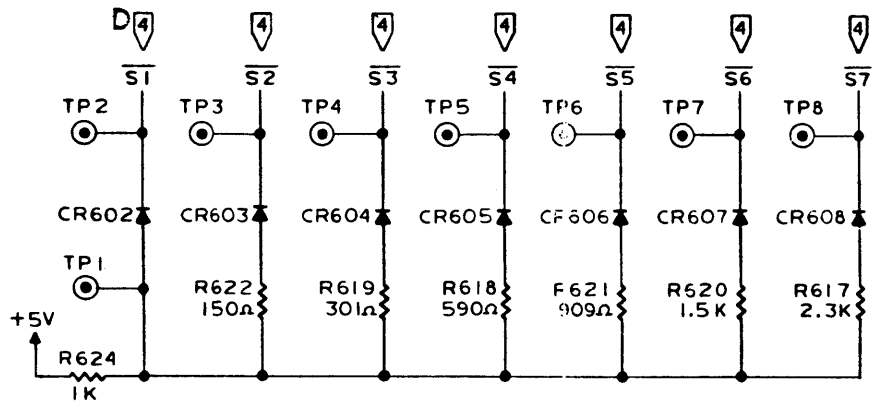 D 4 4 4 4 4 4 4
S1 S2 S3 S4 S5 S6 S7
TP2 TP3 TP4 TP5 TP6 TP7 TP8
CR602 CR603 CR604 CR605 CR606 CR607 CR608
TP1
R622 R619 R618 R621 R620 R617
150Ω 301Ω 590Ω 909Ω 1.5K 2.3K
+5V
R624
1K